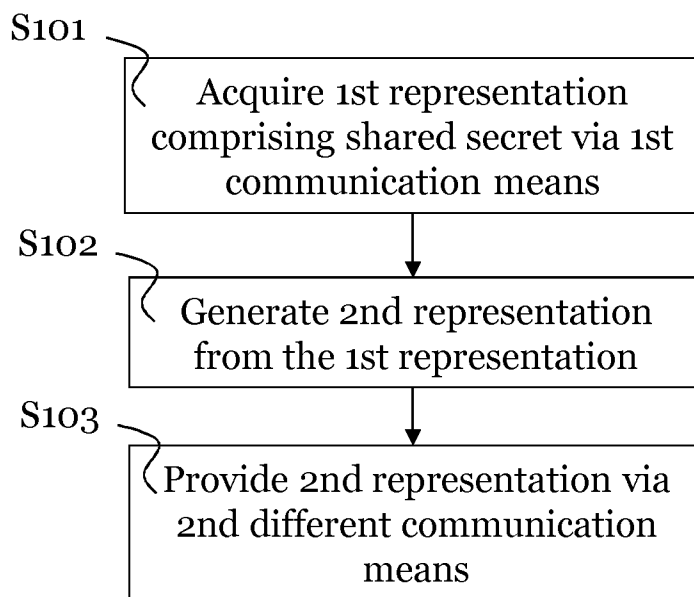 S101
Acquire 1st representation
comprising shared secret via 1st
communication means
S102
Generate 2nd representation
from the 1st representation
S103
Provide 2nd representation via
2nd different communication
means